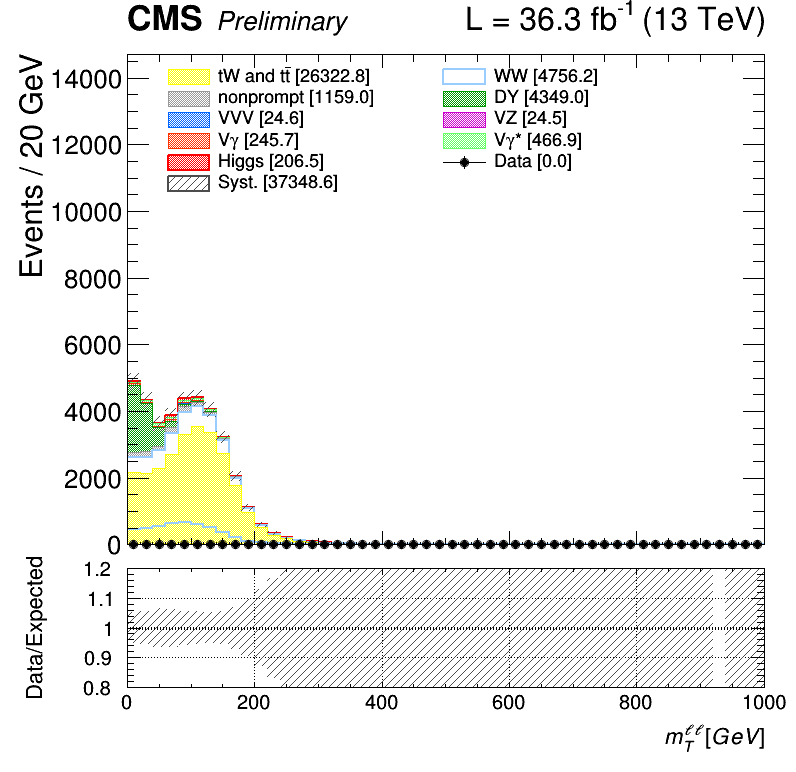 CMS Preliminary L = 36.3 fb⁻¹ (13 TeV)
Events / 20 GeV
14000
12000
10000
8000
6000
4000
2000
0
tW and tt̄ [26322.8]
nonprompt [1159.0]
VVV [24.6]
Vγ [245.7]
Higgs [206.5]
Syst. [37348.6]
WW [4756.2]
DY [4349.0]
VZ [24.5]
Vγ* [466.9]
Data [0.0]
Data/Expected
1.2
1.1
1
0.9
0.8
0 200 400 600 800 1000
m_T^{ℓℓ}[GeV]